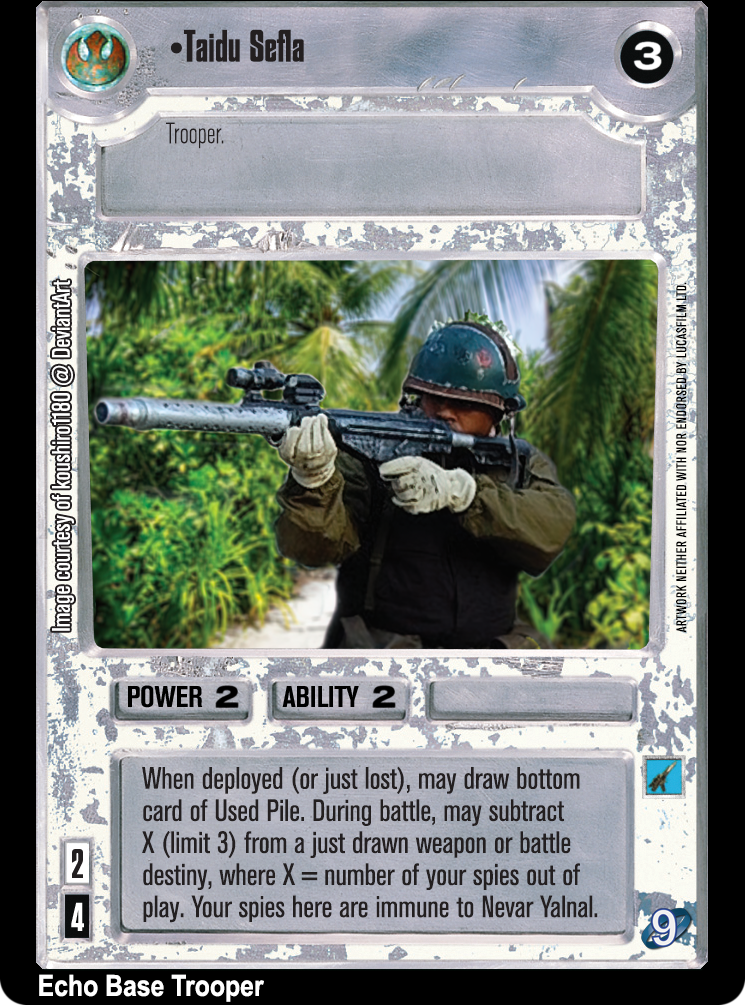 •Taidu Sefla
3
Trooper.
Image courtesy of koushiro1180 @ DeviantArt
ARTWORK NEITHER AFFILIATED WITH NOR ENDORSED BY LUCASFILM LTD.
POWER 2
ABILITY 2
When deployed (or just lost), may draw bottom
card of Used Pile. During battle, may subtract
X (limit 3) from a just drawn weapon or battle
destiny, where X = number of your spies out of
play. Your spies here are immune to Nevar Yalnal.
2
4
9
Echo Base Trooper